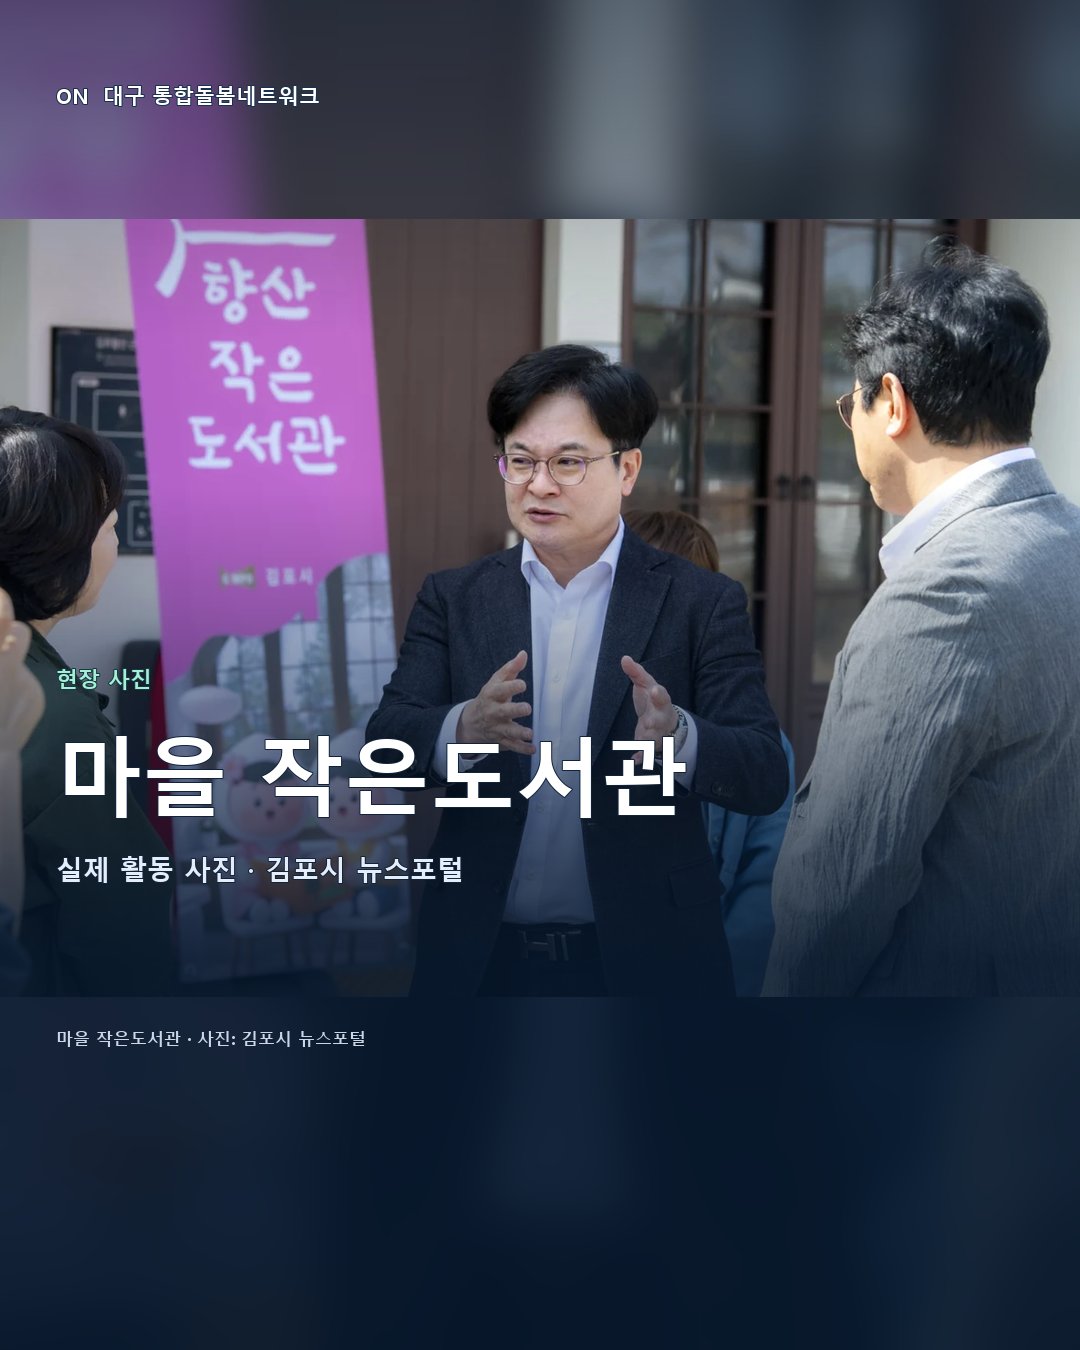 ON 대구 통합돌봄네트워크
향산
작은
도서관
김포시
현장 사진
마을 작은도서관
실제 활동 사진 · 김포시 뉴스포털
마을 작은도서관 · 사진: 김포시 뉴스포털